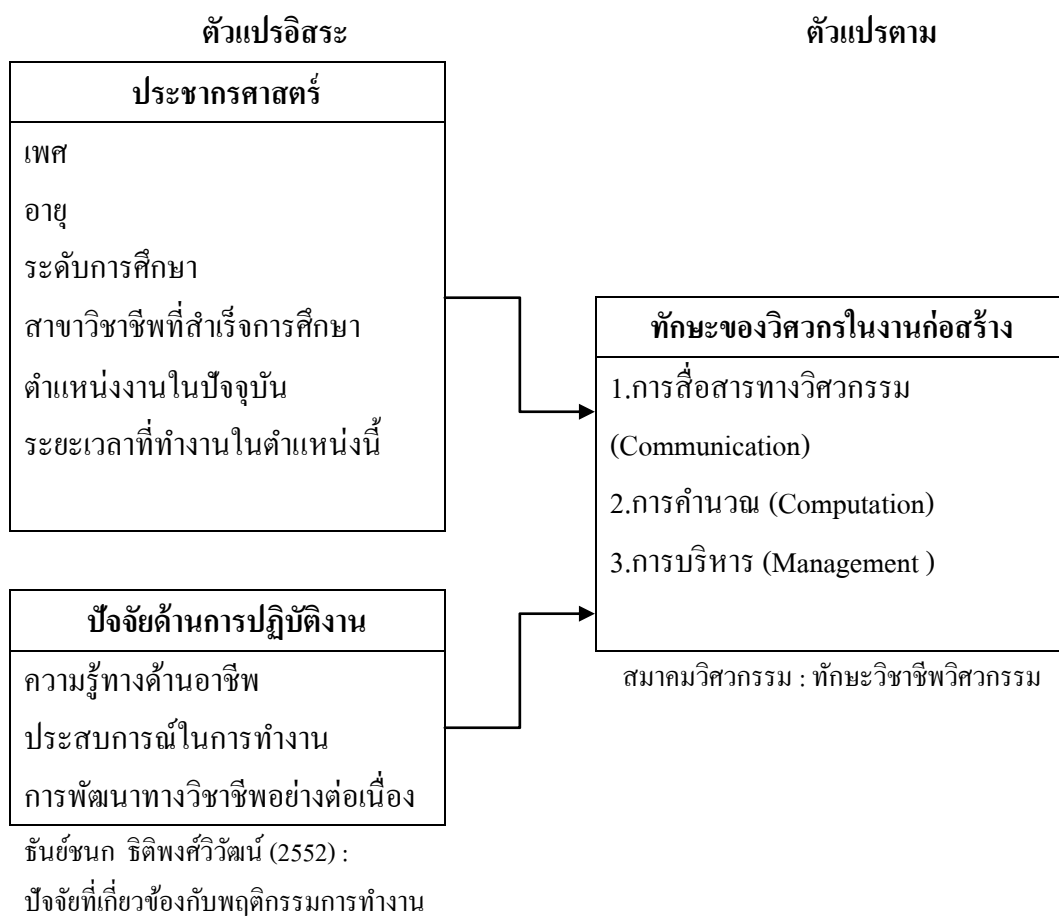 ตัวแปรอิสระ
ตัวแปรตาม
ประชากรศาสตร์
เพศ
อายุ
ระดับการศึกษา
สาขาวิชาชีพที่สำเร็จการศึกษา
ตำแหน่งงานในปัจจุบัน
ระยะเวลาที่ทำงานในตำแหน่งนี้
ปัจจัยด้านการปฏิบัติงาน
ความรู้ทางด้านอาชีพ
ประสบการณ์ในการทำงาน
การพัฒนาทางวิชาชีพอย่างต่อเนื่อง
ธันย์ชนก ธิติพงศ์วิวัฒน์ (2552) :
ปัจจัยที่เกี่ยวข้องกับพฤติกรรมการทำงาน
ทักษะของวิศวกรในงานก่อสร้าง
1.การสื่อสารทางวิศวกรรม
(Communication)
2.การคำนวณ (Computation)
3.การบริหาร (Management )
สมาคมวิศวกรรม : ทักษะวิชาชีพวิศวกรรม